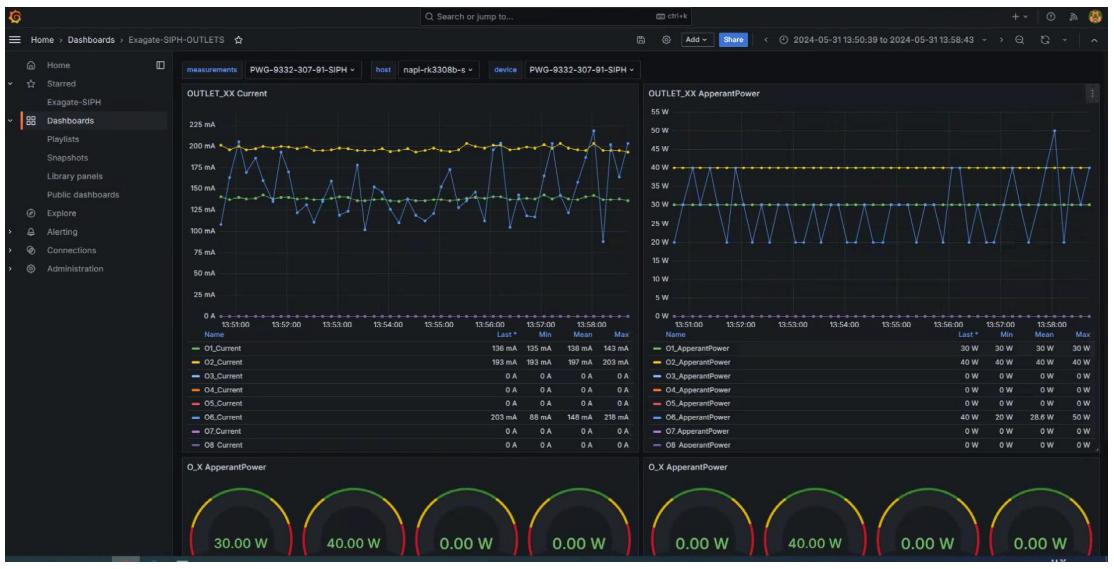 Search or jump to... ctrl+k
Home > Dashboards > Exagate-SIPH-OUTLETS Add Share 2024-05-31 13:50:39 to 2024-05-31 13:58:43
Home
Starred
Exagate-SIPH
Dashboards
Playlists
Snapshots
Library panels
Public dashboards
Explore
Alerting
Connections
Administration
measurements PWG-9332-307-91-SIPH host napi-rk3308b-s device PWG-9332-307-91-SIPH
OUTLET_XX Current
225 mA
200 mA
175 mA
150 mA
125 mA
100 mA
75 mA
50 mA
25 mA
0 A
13:51:00 13:52:00 13:53:00 13:54:00 13:55:00 13:56:00 13:57:00 13:58:00
Name Last * Min Mean Max
O1_Current 136 mA 135 mA 138 mA 143 mA
O2_Current 193 mA 193 mA 197 mA 203 mA
O3_Current 0 A 0 A 0 A 0 A
O4_Current 0 A 0 A 0 A 0 A
O5_Current 0 A 0 A 0 A 0 A
O6_Current 203 mA 88 mA 148 mA 218 mA
O7_Current 0 A 0 A 0 A 0 A
O8_Current 0 A 0 A 0 A 0 A
OUTLET_XX ApperantPower
55 W
50 W
45 W
40 W
35 W
30 W
25 W
20 W
15 W
10 W
5 W
0 W
13:51:00 13:52:00 13:53:00 13:54:00 13:55:00 13:56:00 13:57:00 13:58:00
Name Last * Min Mean Max
O1_ApperantPower 30 W 30 W 30 W 30 W
O2_ApperantPower 40 W 40 W 40 W 40 W
O3_ApperantPower 0 W 0 W 0 W 0 W
O4_ApperantPower 0 W 0 W 0 W 0 W
O5_ApperantPower 0 W 0 W 0 W 0 W
O6_ApperantPower 40 W 20 W 28.6 W 50 W
O7_ApperantPower 0 W 0 W 0 W 0 W
O8_ApperantPower 0 W 0 W 0 W 0 W
O_X ApperantPower
30.00 W 40.00 W 0.00 W 0.00 W
O_X ApperantPower
0.00 W 40.00 W 0.00 W 0.00 W